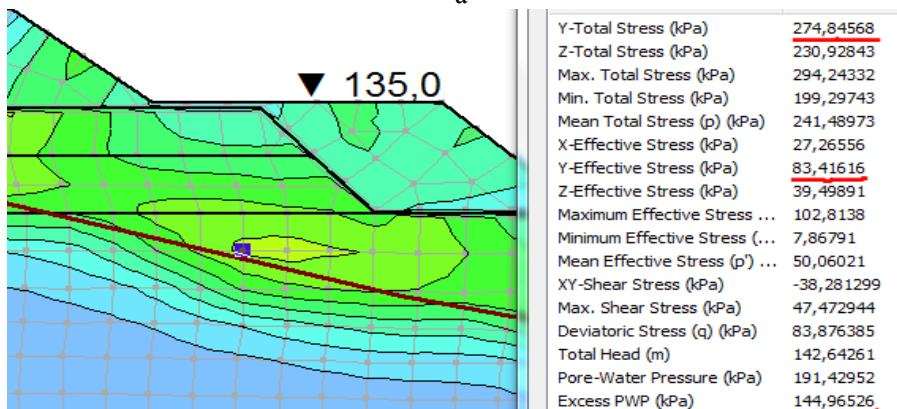 a
▼ 135,0
Y-Total Stress (kPa) 274,84568
Z-Total Stress (kPa) 230,92843
Max. Total Stress (kPa) 294,24332
Min. Total Stress (kPa) 199,29743
Mean Total Stress (p) (kPa) 241,48973
X-Effective Stress (kPa) 27,26556
Y-Effective Stress (kPa) 83,41616
Z-Effective Stress (kPa) 39,49891
Maximum Effective Stress ... 102,8138
Minimum Effective Stress (... 7,86791
Mean Effective Stress (p') ... 50,06021
XY-Shear Stress (kPa) -38,281299
Max. Shear Stress (kPa) 47,472944
Deviatoric Stress (q) (kPa) 83,876385
Total Head (m) 142,64261
Pore-Water Pressure (kPa) 191,42952
Excess PWP (kPa) 144,96526